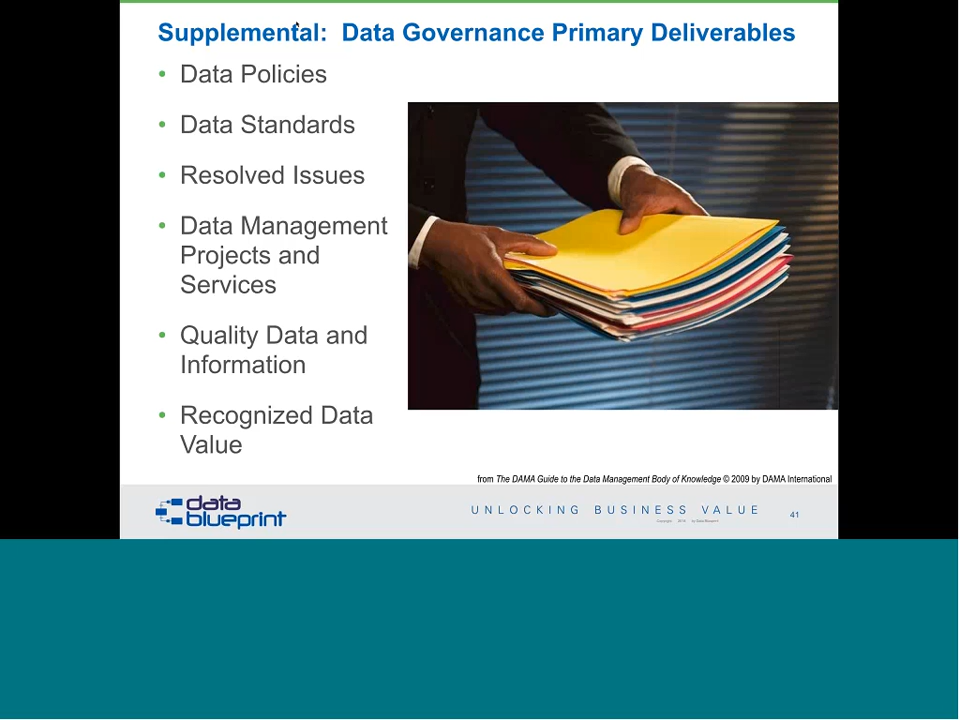 Supplemental:  Data Governance Primary Deliverables
• Data Policies
• Data Standards
• Resolved Issues
• Data Management
Projects and
Services
• Quality Data and
Information
• Recognized Data
Value
from The DAMA Guide to the Data Management Body of Knowledge © 2009 by DAMA International
data
blueprint
UNLOCKING BUSINESS VALUE
41